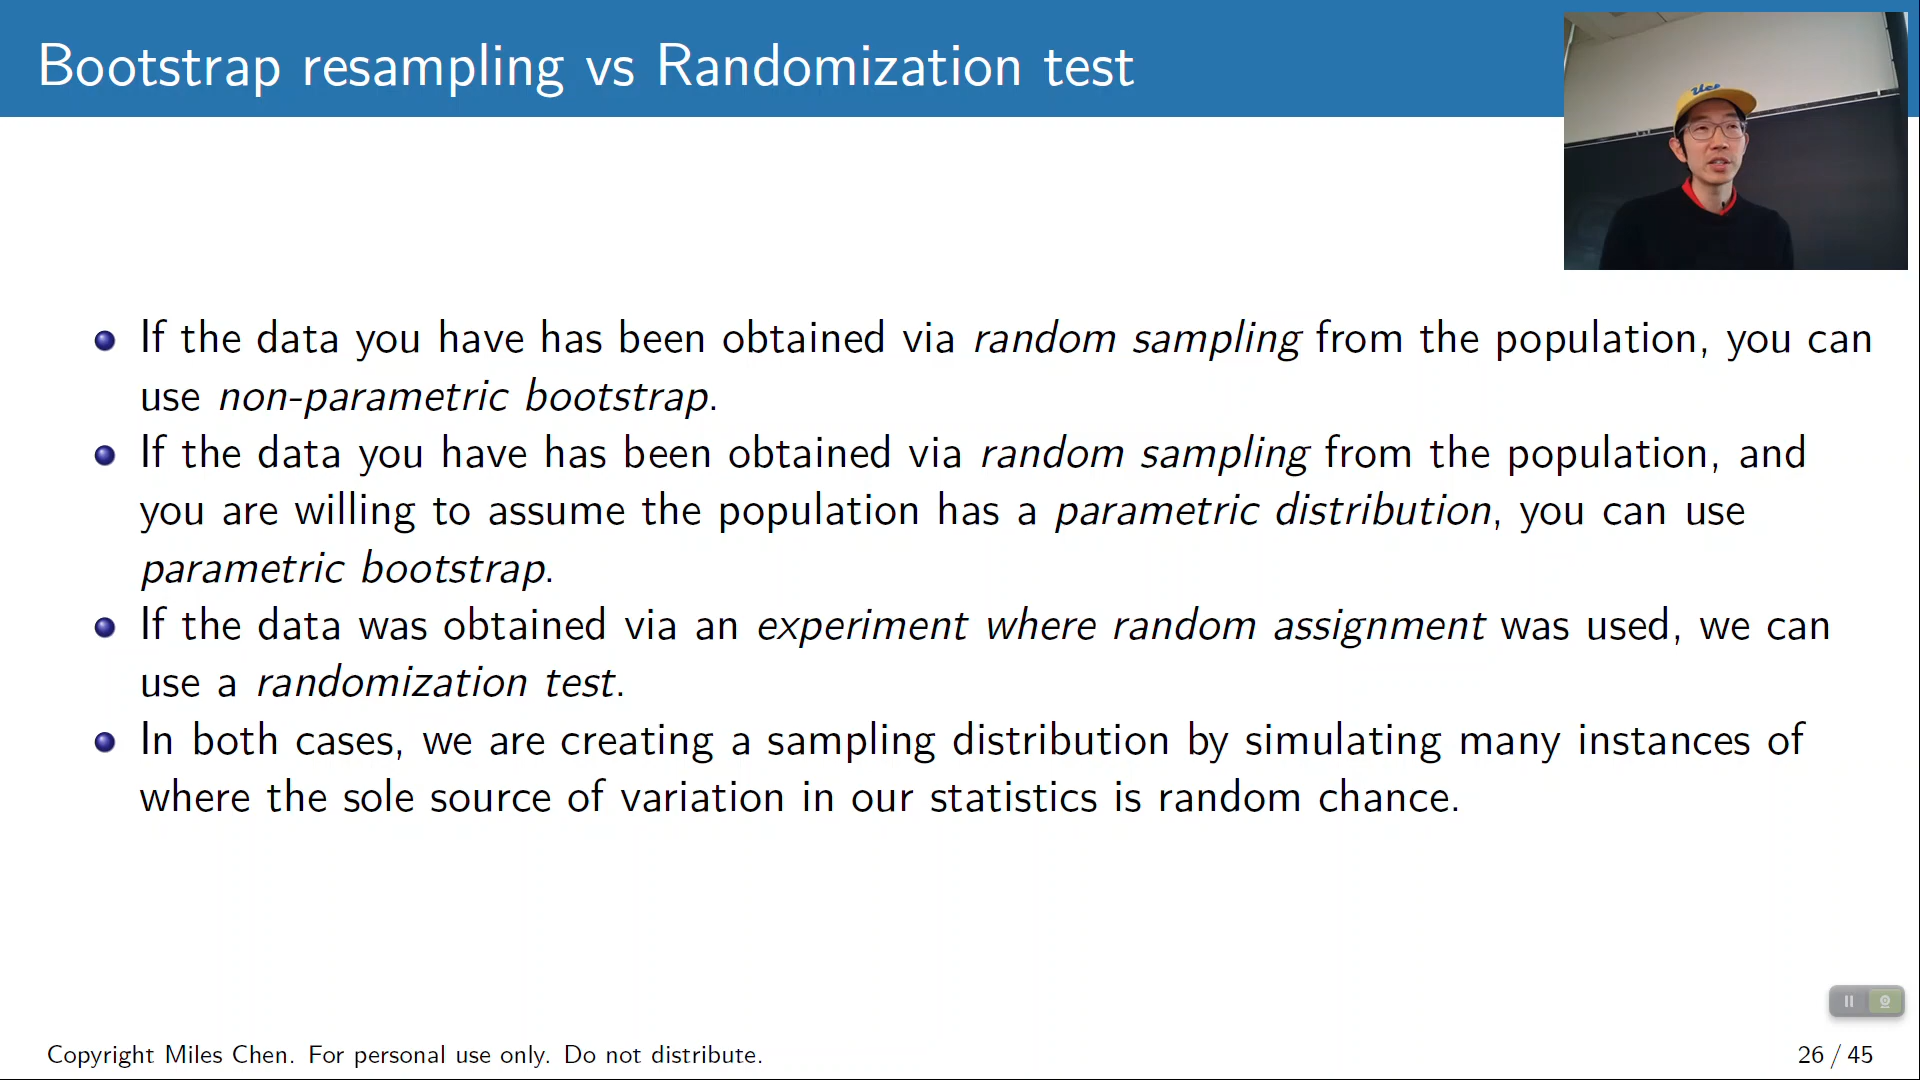 Bootstrap resampling vs Randomization test
If the data you have has been obtained via random sampling from the population, you can
use non-parametric bootstrap.
If the data you have has been obtained via random sampling from the population, and
you are willing to assume the population has a parametric distribution, you can use
parametric bootstrap.
If the data was obtained via an experiment where random assignment was used, we can
use a randomization test.
In both cases, we are creating a sampling distribution by simulating many instances of
where the sole source of variation in our statistics is random chance.
Copyright Miles Chen. For personal use only. Do not distribute.
26 / 45